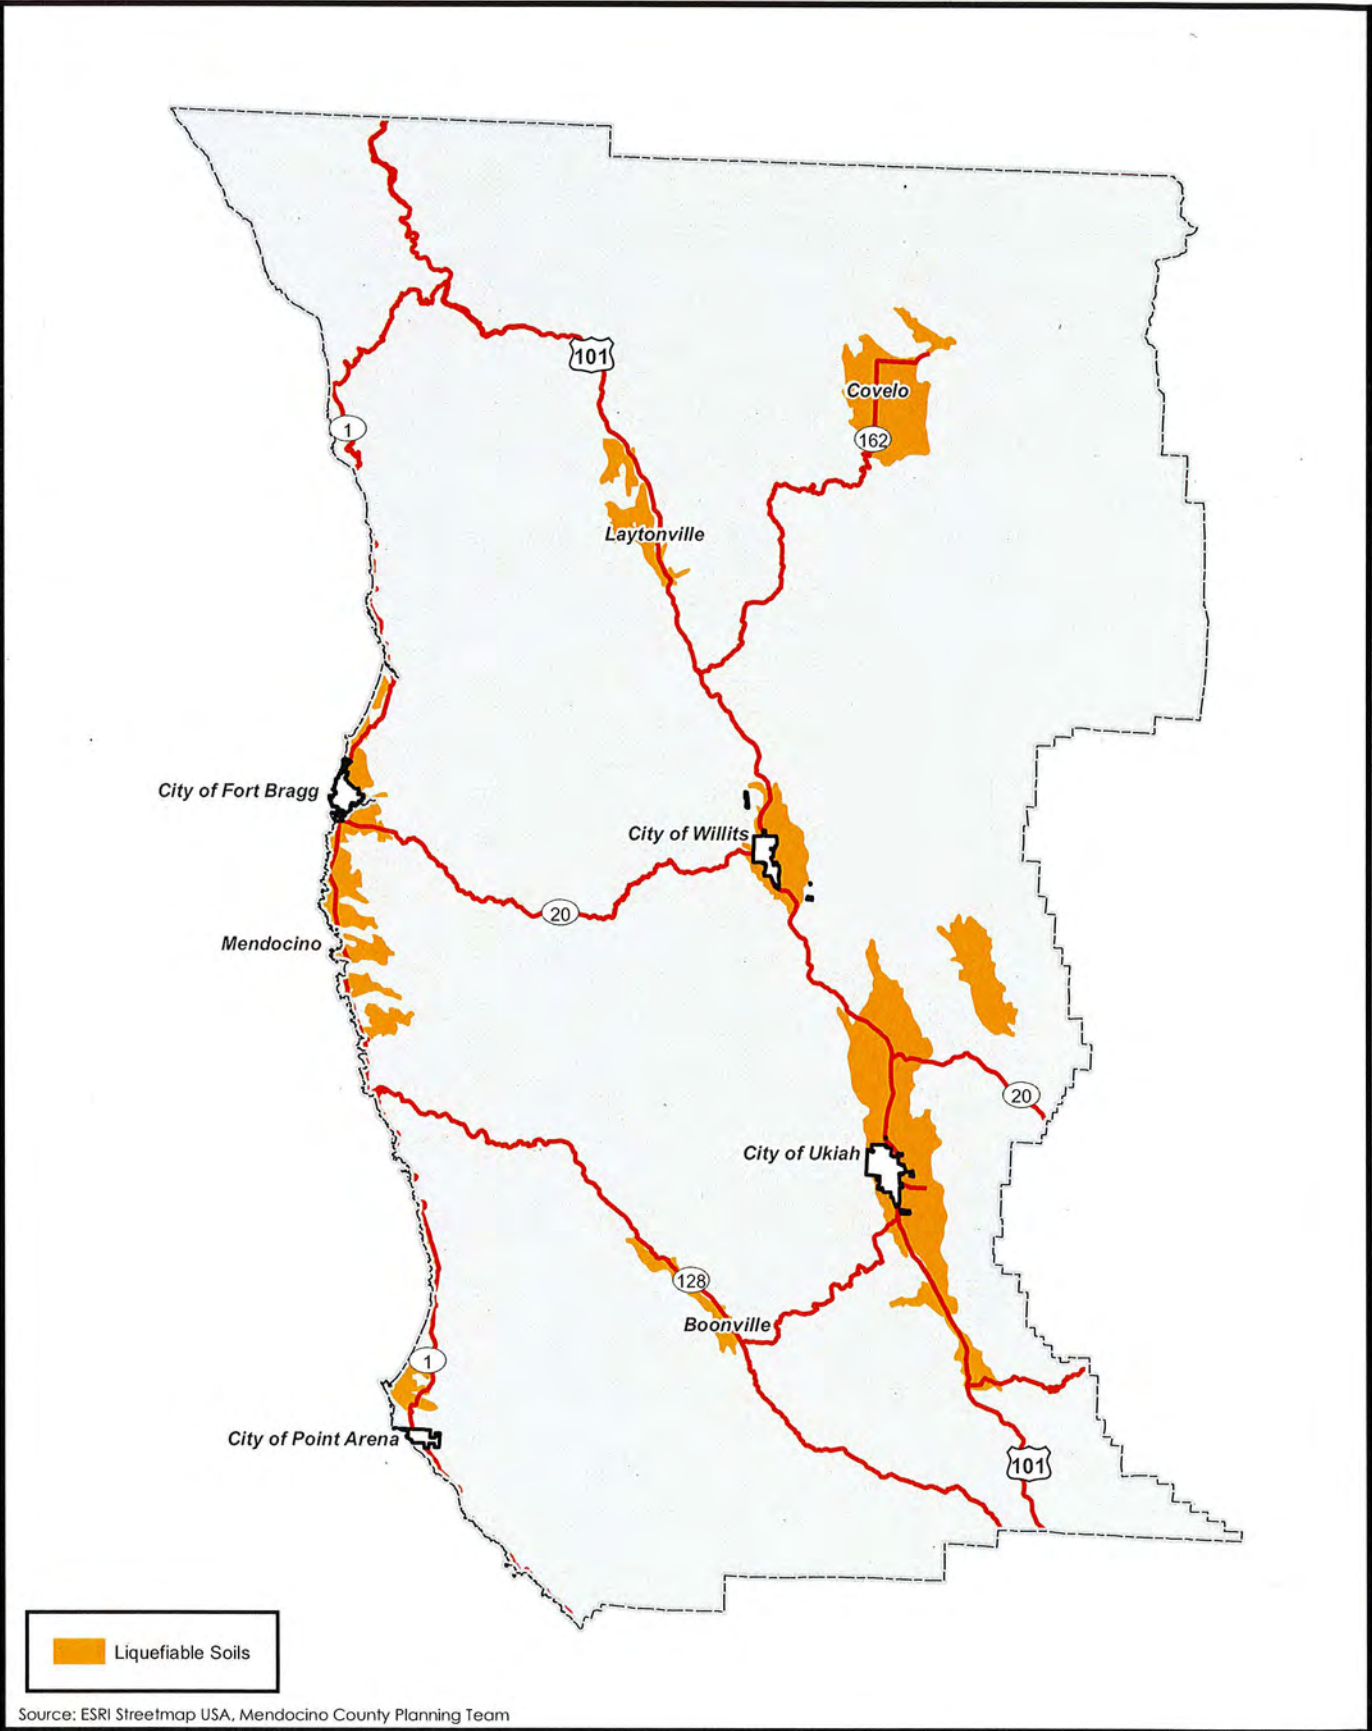 101
Covelo
1
162
Laytonville
City of Fort Bragg
City of Willits
20
Mendocino
20
City of Ukiah
128
Boonville
1
City of Point Arena
101
Liquefiable Soils
Source: ESRI Streetmap USA, Mendocino County Planning Team